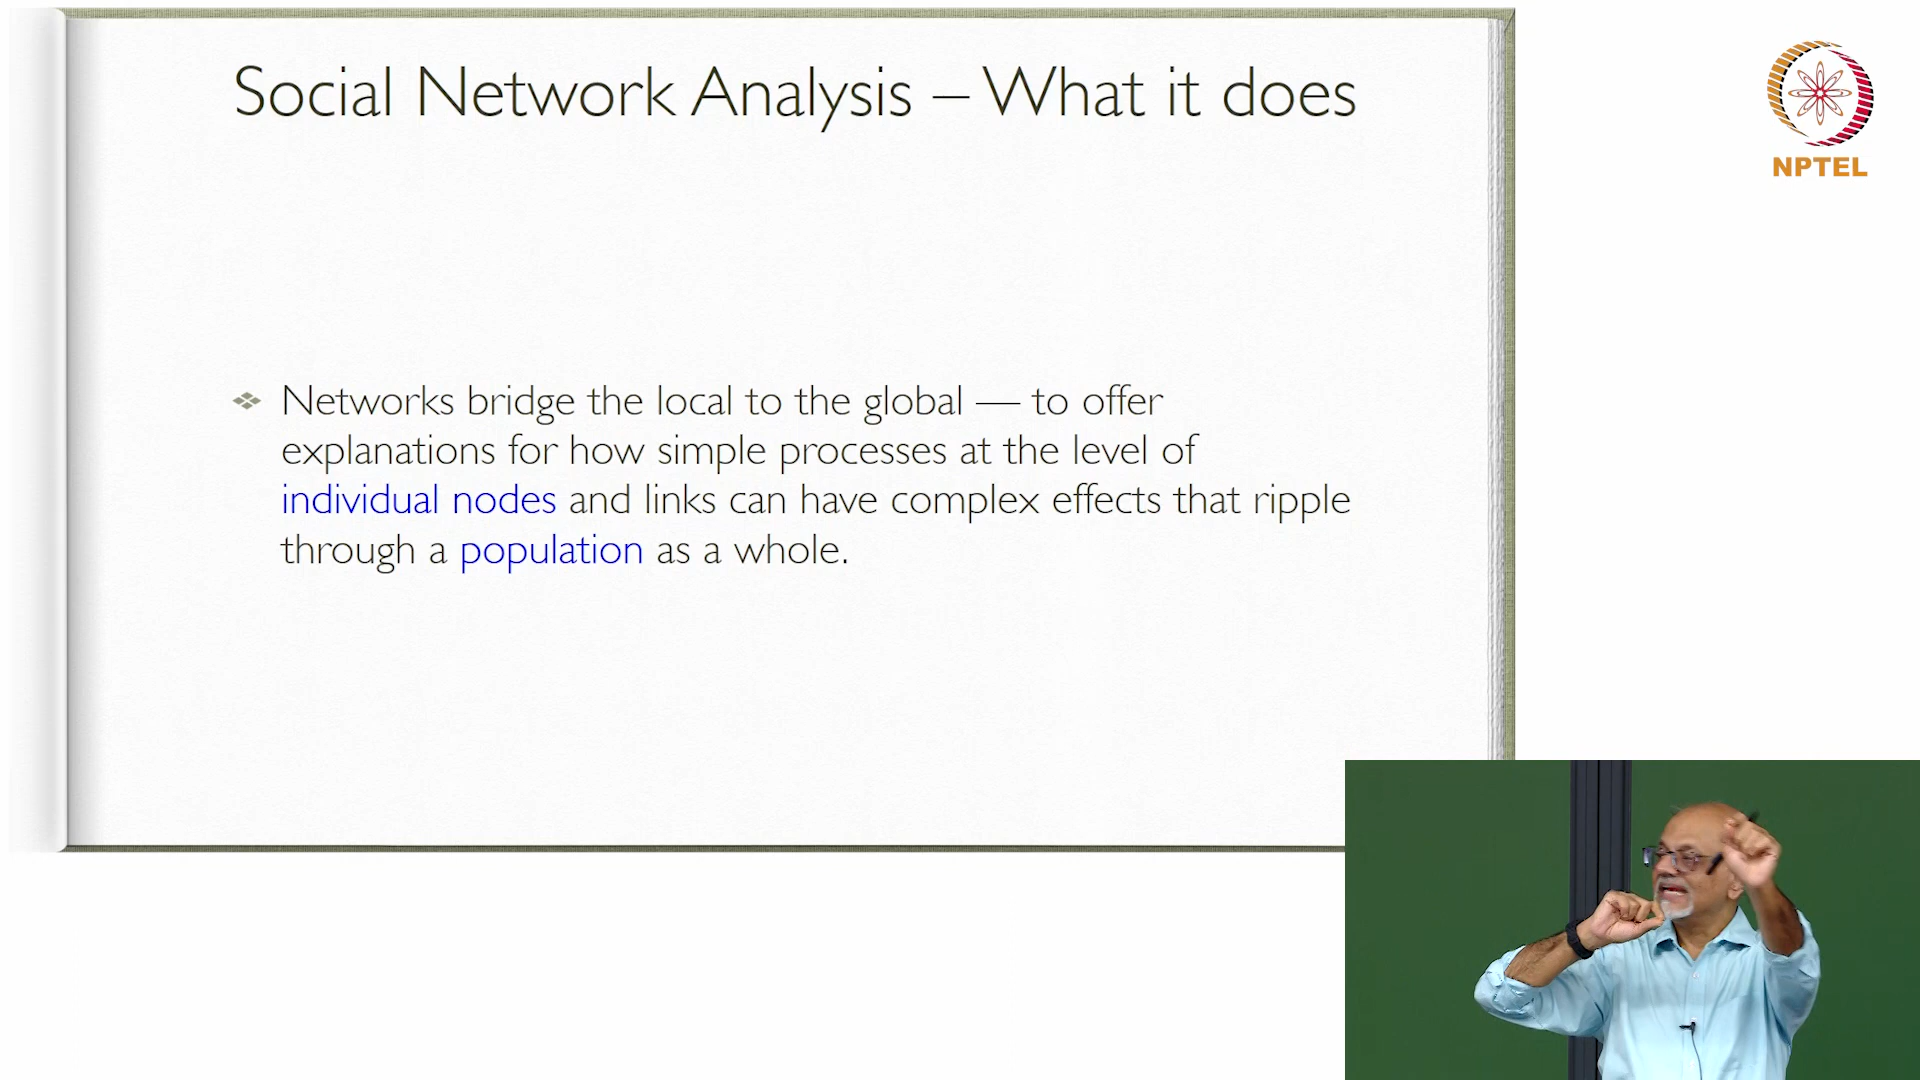 Social Network Analysis – What it does
NPTEL
Networks bridge the local to the global — to offer
explanations for how simple processes at the level of
individual nodes and links can have complex effects that ripple
through a population as a whole.